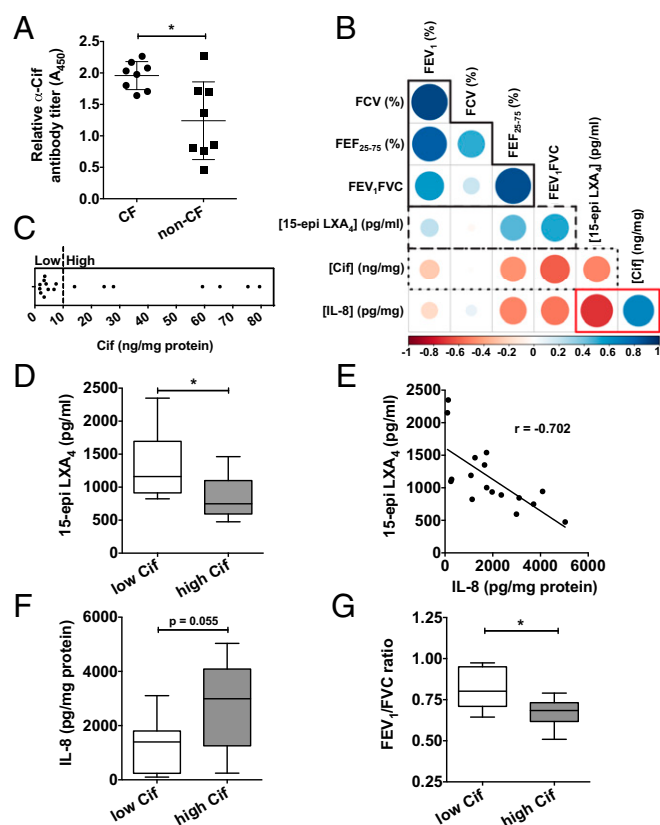 A
Relative α-Cif
antibody titer (A450)
2.5
2.0
1.5
1.0
0.5
0.0
*
CF
non-CF
B
FEV1 (%)
FCV (%)
FEF25-75 (%)
FEV1FVC
[15-epi LXA4] (pg/ml)
[Cif] (ng/mg)
FCV (%)
FEF25-75 (%)
FEV1FVC
[15-epi LXA4] (pg/ml)
[Cif] (ng/mg)
[IL-8] (pg/mg)
-1 -0.8 -0.6 -0.4 -0.2 0 0.2 0.4 0.6 0.8 1
C
Low High
0 10 20 30 40 50 60 70 80
Cif (ng/mg protein)
D
15-epi LXA4 (pg/ml)
2500
2000
1500
1000
500
0
*
low Cif
high Cif
E
15-epi LXA4 (pg/ml)
2500
2000
1500
1000
500
0
r = -0.702
0 2000 4000 6000
IL-8 (pg/mg protein)
F
IL-8 (pg/mg protein)
6000
4000
2000
0
p = 0.055
low Cif
high Cif
G
FEV1/FVC ratio
1.25
1.00
0.75
0.50
0.25
*
low Cif
high Cif